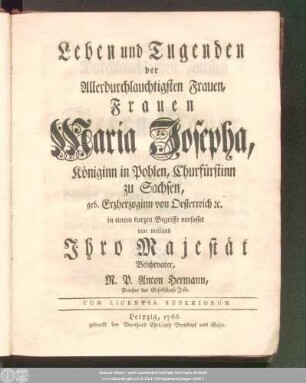 Leben und Tugenden
der
Allerdurchlauchtigsten Frauen,
Frauen
Maria Josepha,
Königinn in Pohlen, Churfürstinn
zu Sachsen,
geb. Erzherzoginn von Oesterreich ꝛc.
in einem kurzen Begriffe verfasset
von weiland
Ihro Majestät
Beichtvater,
R. P. Anton Hermann,
Priester der Gesellschaft Jesu.
CUM LICENTIA SUPERIORUM
Leipzig, 1766.
gedruckt bey Bernhard Christoph Breitkopf und Sohn.